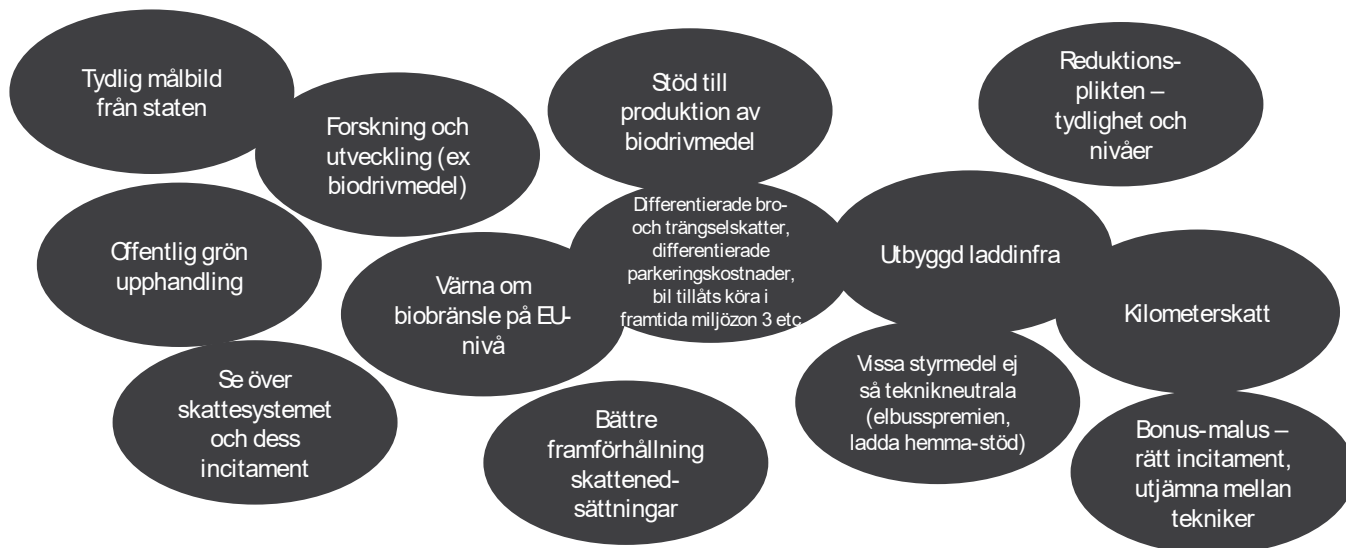 Tydlig målbild
från staten
Forskning och
utveckling (ex
biodrivmedel)
Stöd till
produktion av
biodrivmedel
Reduktions-
plikten –
tydlighet och
nivåer
Offentlig grön
upphandling
Värna om
biobränsle på EU-
nivå
Differentierade bro-
och trängselskatter,
differentierade
parkeringskostnader,
bil tillåts köra i
framtida miljözon 3 etc
Utbyggd laddinfra
Kilometerskatt
Se över
skattesystemet
och dess
incitament
Bättre
framförhållning
skattened-
sättningar
Vissa styrmedel ej
så teknikneutrala
(elbusspremien,
ladda hemma-stöd)
Bonus-malus –
rätt incitament,
utjämna mellan
tekniker